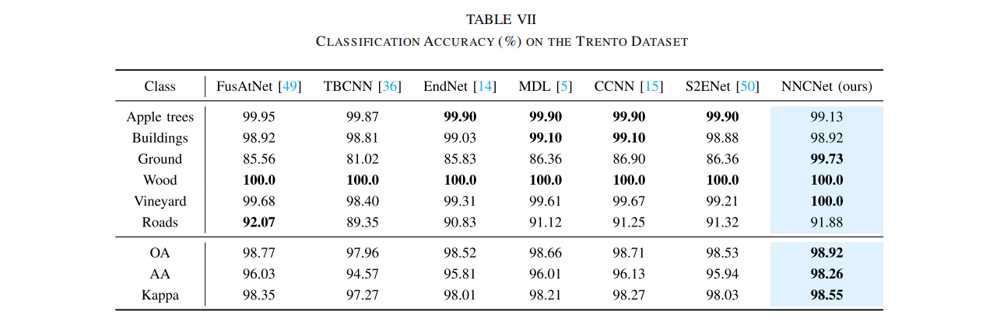 TABLE VII
CLASSIFICATION ACCURACY (%) ON THE TRENTO DATASET
Class FusAtNet [49] TBCNN [36] EndNet [14] MDL [5] CCNN [15] S2ENet [50] NNCNet (ours)
Apple trees 99.95 99.87 99.90 99.90 99.90 99.90 99.13
Buildings 98.92 98.81 99.03 99.10 99.10 98.88 98.92
Ground 85.56 81.02 85.83 86.36 86.90 86.36 99.73
Wood 100.0 100.0 100.0 100.0 100.0 100.0 100.0
Vineyard 99.68 98.40 99.31 99.61 99.67 99.21 100.0
Roads 92.07 89.35 90.83 91.12 91.25 91.32 91.88
OA 98.77 97.96 98.52 98.66 98.71 98.53 98.92
AA 96.03 94.57 95.81 96.01 96.13 95.94 98.26
Kappa 98.35 97.27 98.01 98.21 98.27 98.03 98.55